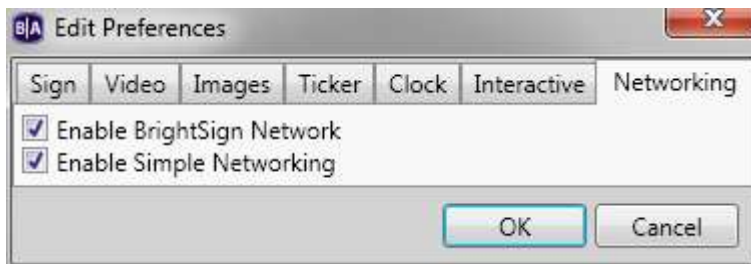 B|A Edit Preferences
Sign Video Images Ticker Clock Interactive Networking
Enable BrightSign Network
Enable Simple Networking
OK Cancel